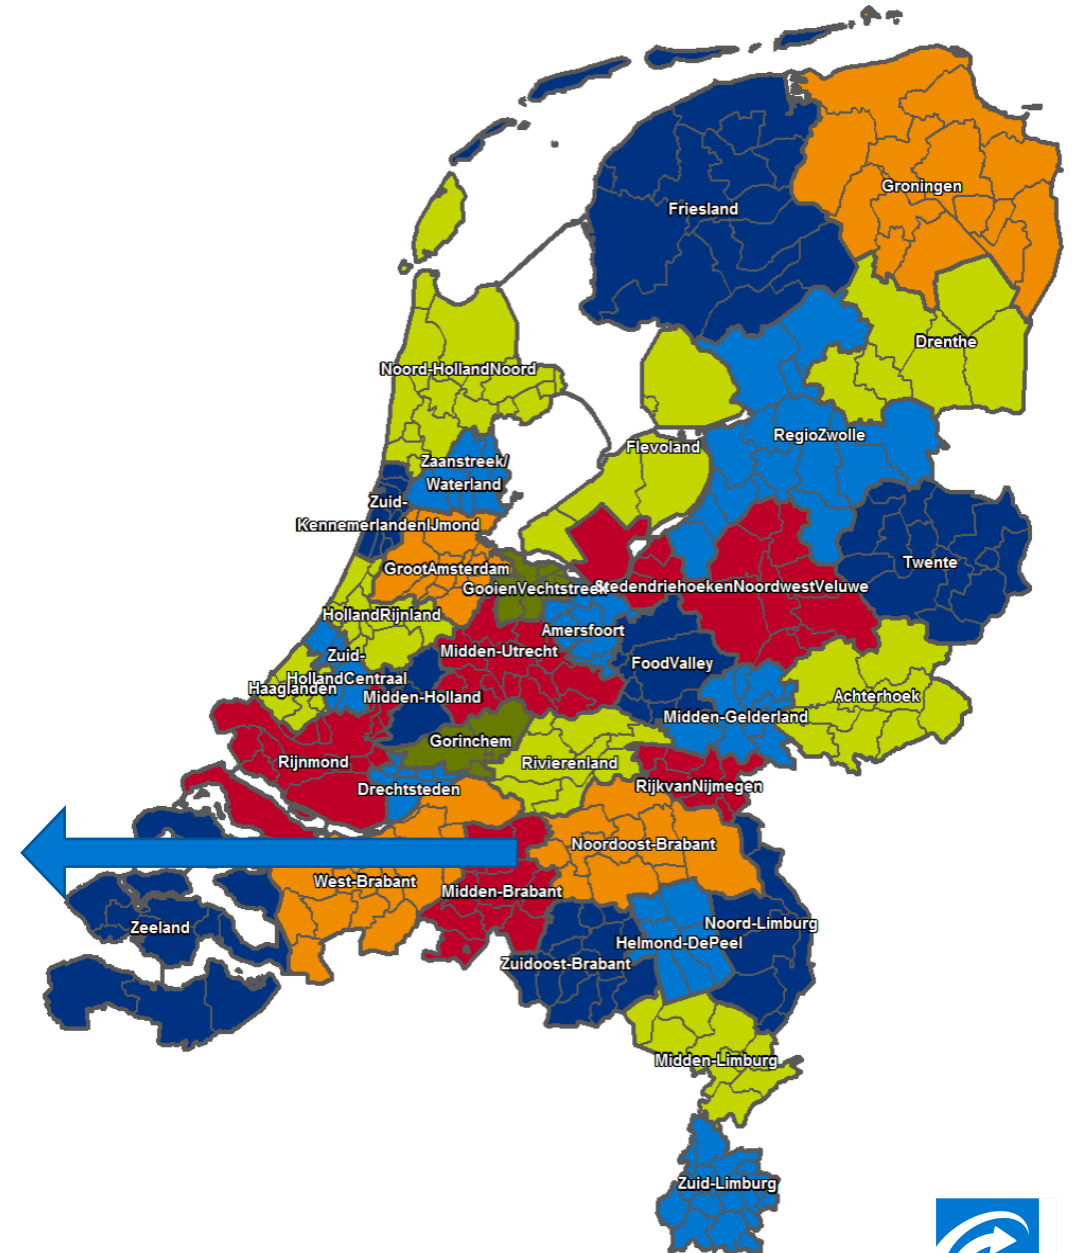 Groningen
Friesland
Drenthe
Noord-HollandNoord
RegioZwolle
Flevoland
Zaanstreek/
Waterland
Zuid-
KennemerlandenIJmond
Twente
GrootAmsterdam
GooienVechtstreek
StedendriehoekenNoordwestVeluwe
HollandRijnland
Amersfoort
Midden-Utrecht
Zuid-
HollandCentraal
FoodValley
Haaglanden
Midden-Holland
Achterhoek
Midden-Gelderland
Gorinchem
Rijnmond
Rivierenland
Drechtsteden
RijkvanNijmegen
Noordoost-Brabant
West-Brabant
Midden-Brabant
Zeeland
Noord-Limburg
Helmond-DePeel
Zuidoost-Brabant
Midden-Limburg
Zuid-Limburg